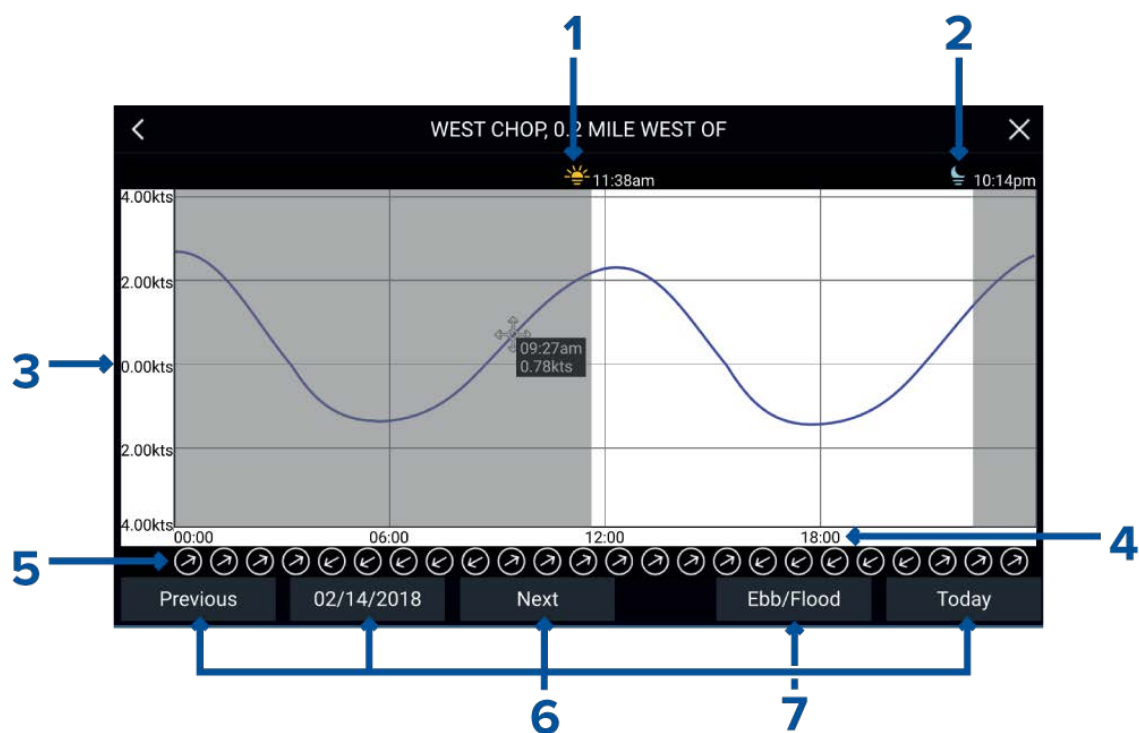 1
2
WEST CHOP, 0.2 MILE WEST OF
11:38am
10:14pm
4.00kts
2.00kts
09:27am
0.78kts
3
0.00kts
2.00kts
4.00kts
00:00 06:00 12:00 18:00
4
5
Previous 02/14/2018 Next Ebb/Flood Today
6
7